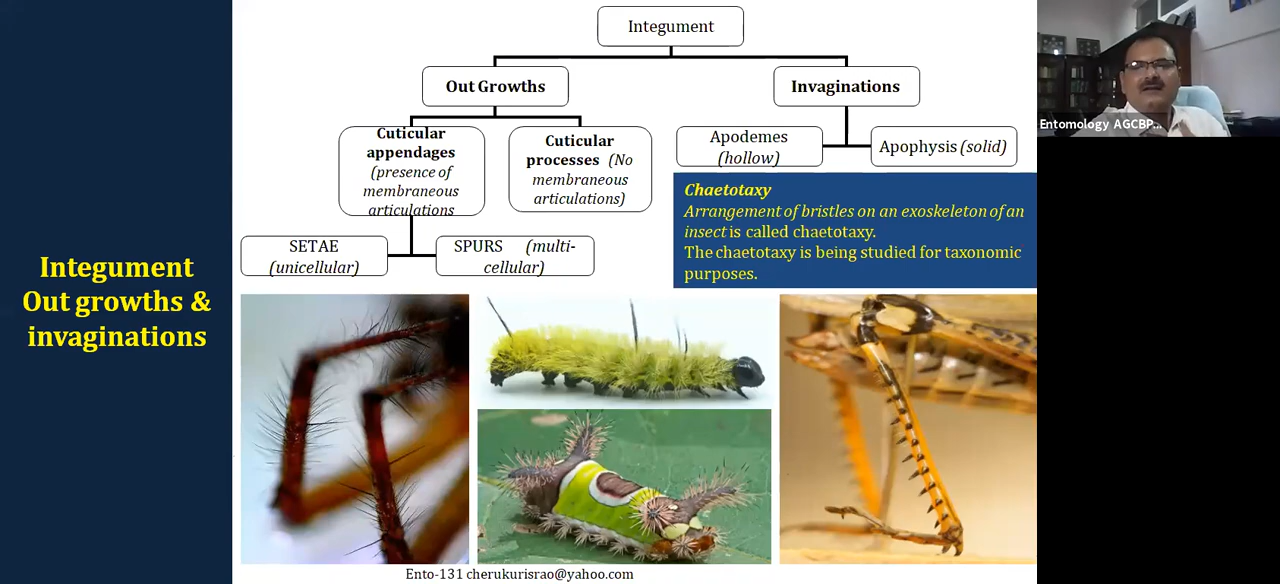 Integument
Out growths &
invaginations
Integument
Out Growths
Invaginations
Cuticular
appendages
(presence of
membraneous
articulations
Cuticular
processes (No
membraneous
articulations)
Apodemes
(hollow)
Apophysis (solid)
SETAE
(unicellular)
SPURS (multi-
cellular)
Chaetotaxy
Arrangement of bristles on an exoskeleton of an
insect is called chaetotaxy.
The chaetotaxy is being studied for taxonomic
purposes.
Ento-131 cherukurisrao@yahoo.com
Entomology AGCBP...